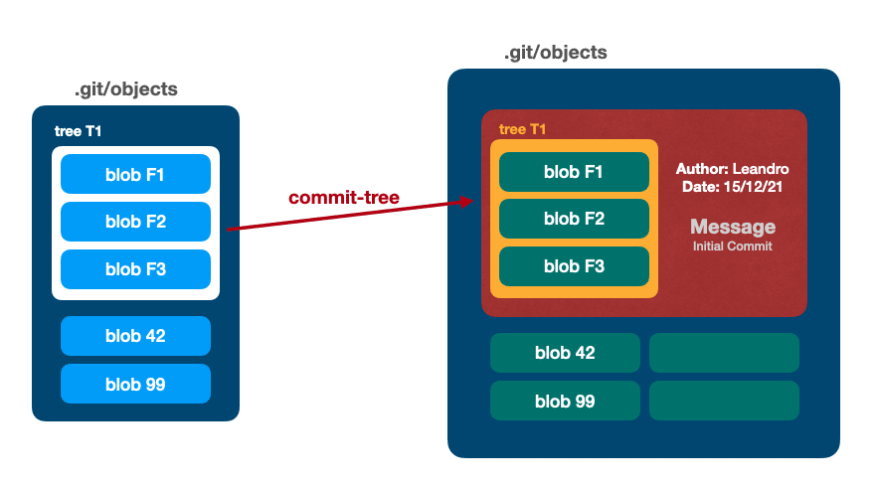 .git/objects
tree T1
blob F1
blob F2
blob F3
blob 42
blob 99
commit-tree
.git/objects
tree T1
blob F1
blob F2
blob F3
Author: Leandro
Date: 15/12/21
Message
Initial Commit
blob 42
blob 99